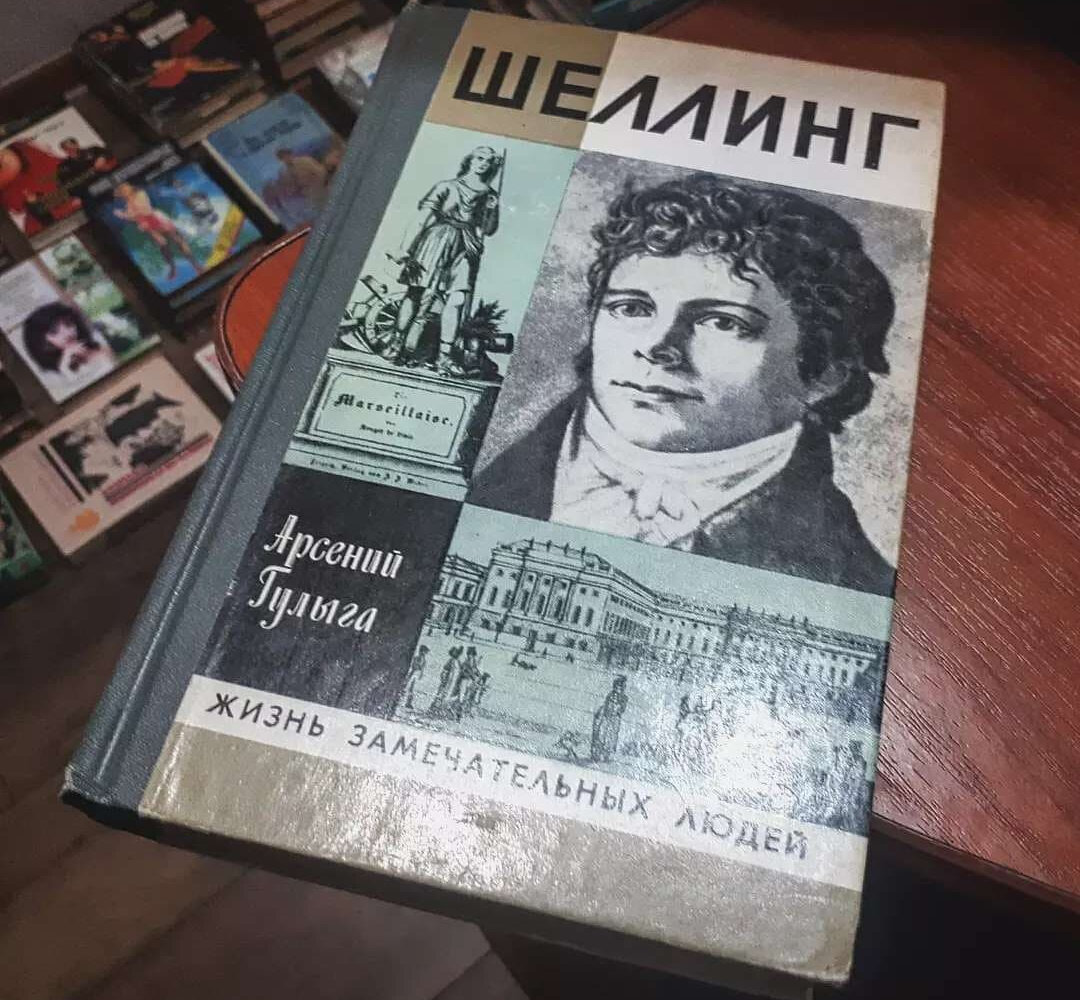 ШЕЛЛИНГ
Marseillaise.
Арсений
Гулыга
ЖИЗНЬ ЗАМЕЧАТЕЛЬНЫХ ЛЮДЕЙ